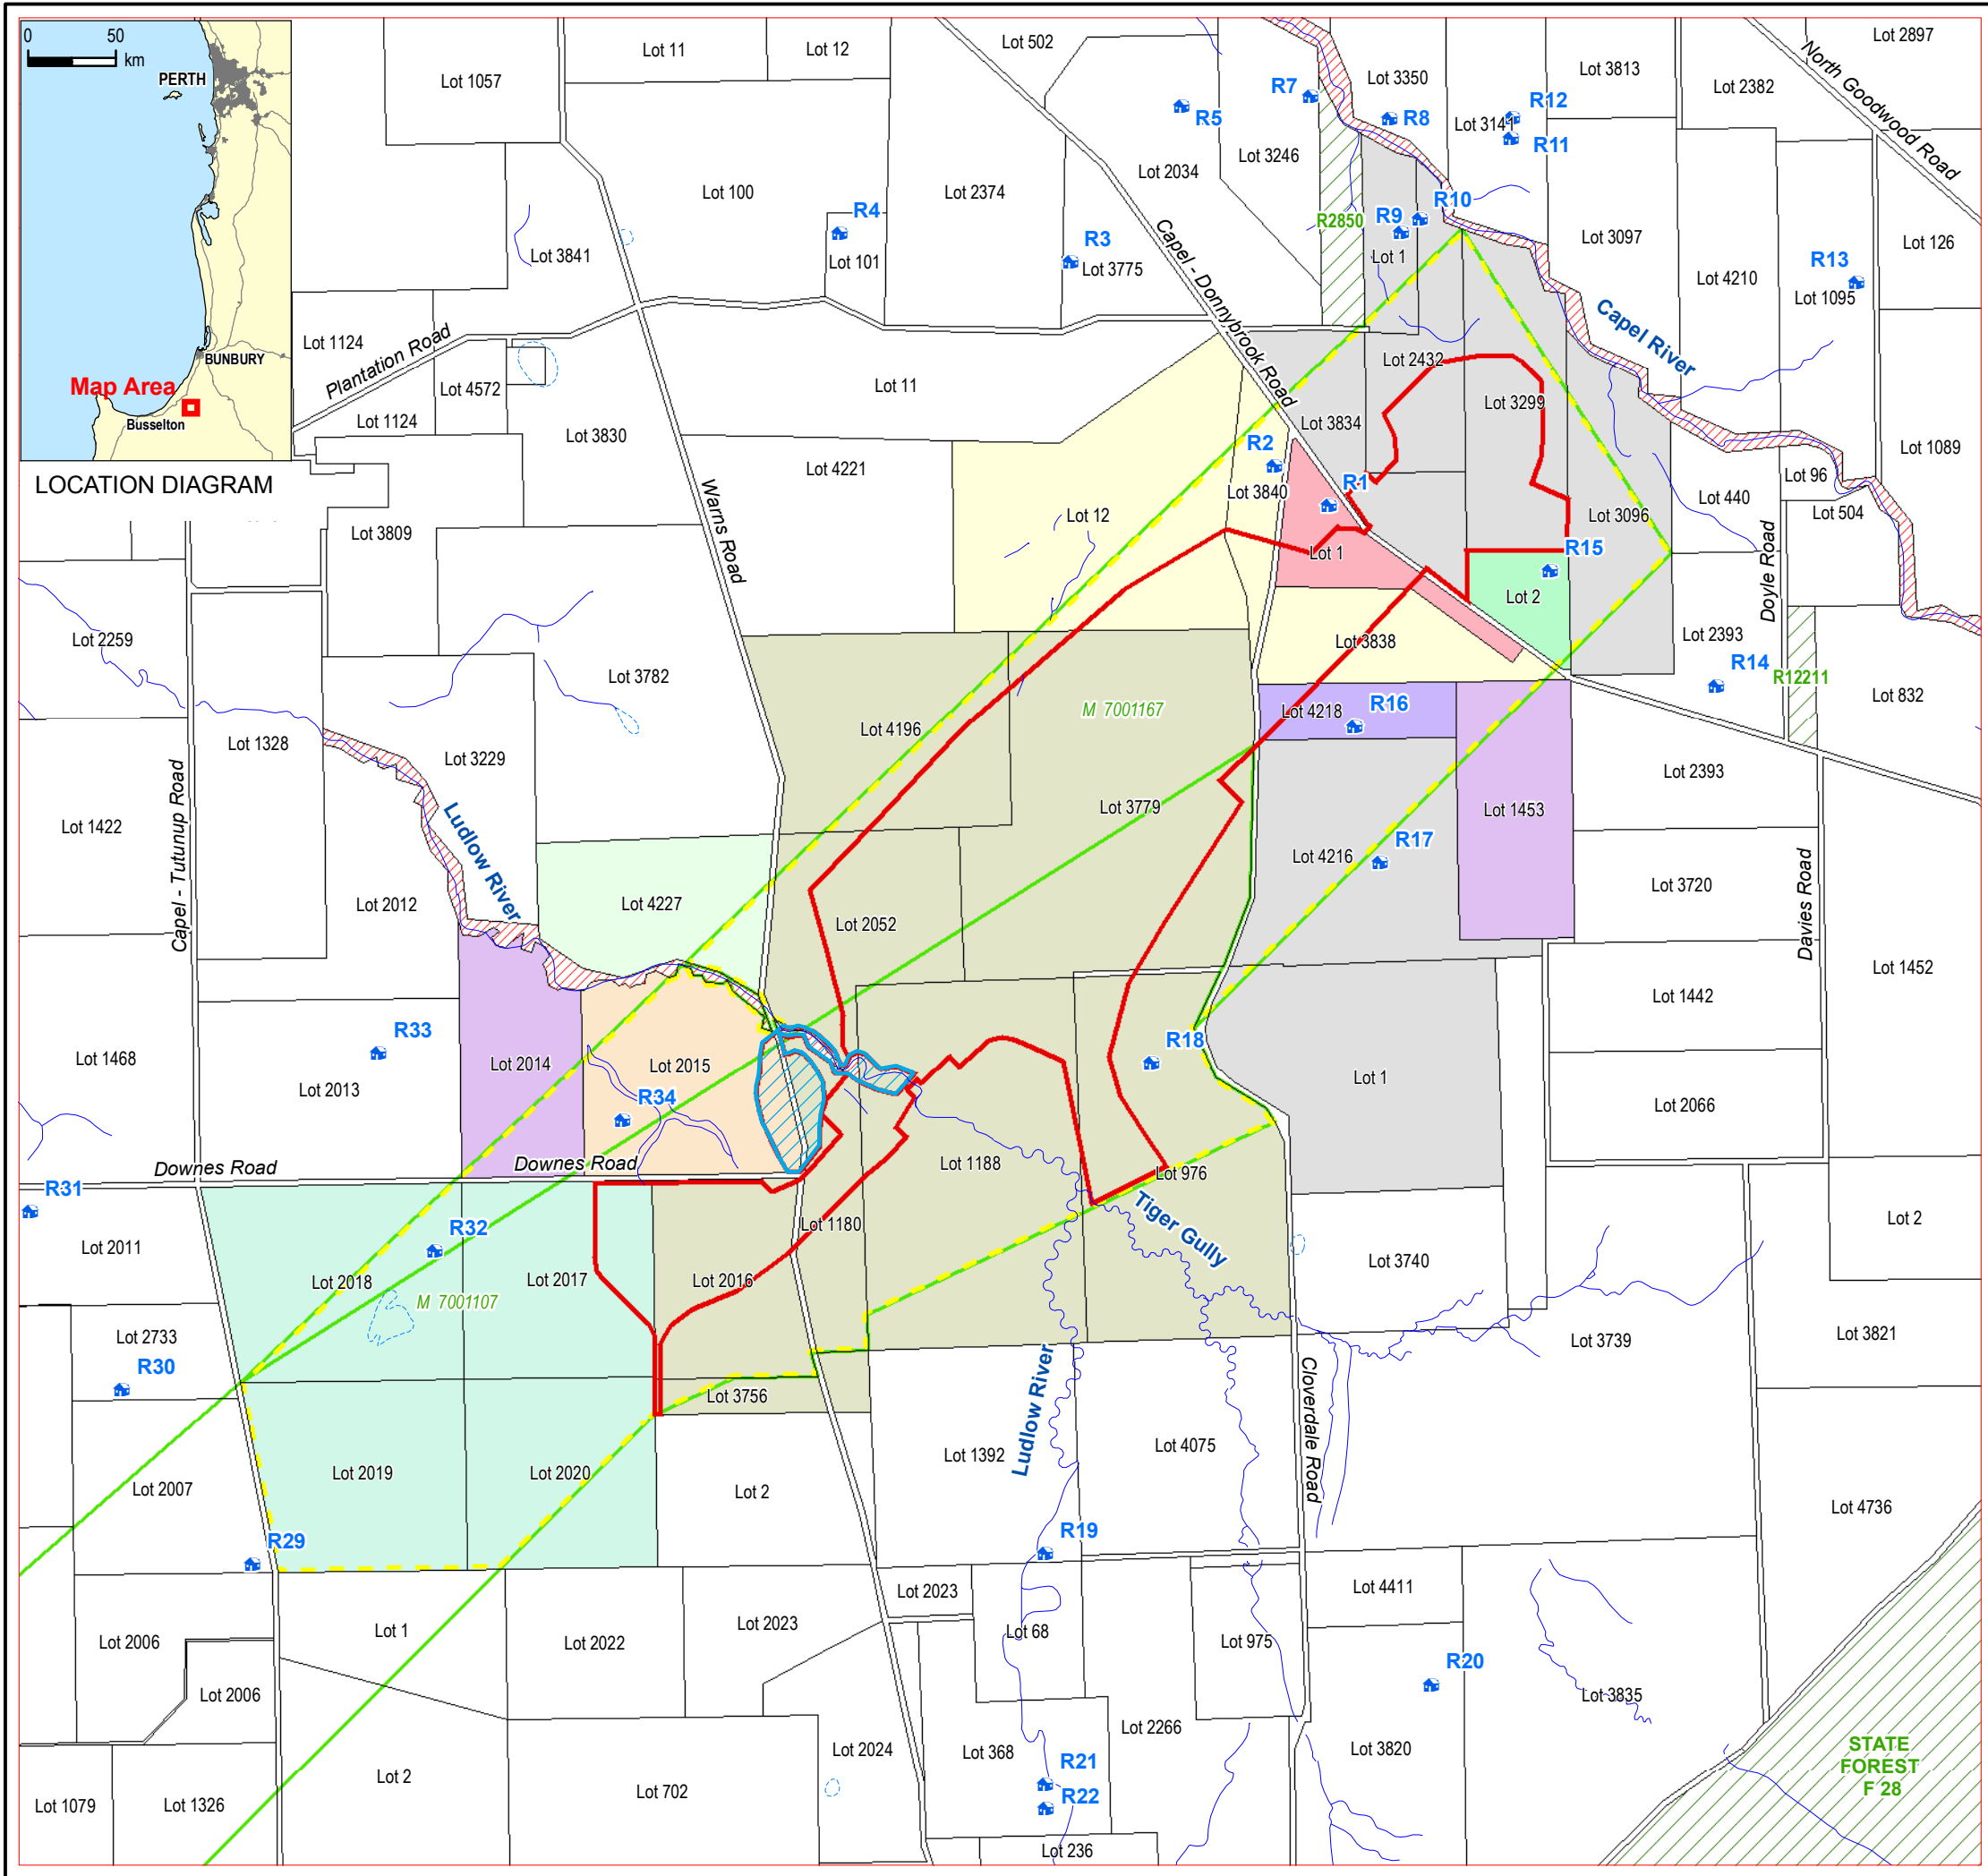 0 50
km
PERTH
BUNBURY
Map Area
Busselton
LOCATION DIAGRAM
Lot 1057
Lot 11
Lot 12
Lot 502
Lot 3350
Lot 3813
Lot 2382
Lot 2897
North Goodwood Road
R7
R5
R8
R12
Lot 3141
R11
Lot 3246
Lot 2034
Lot 100
Lot 2374
R4
Lot 101
R3
Lot 3775
Capel - Donnybrook Road
R2850
R9
R10
Lot 1
Lot 3097
Lot 4210
R13
Lot 1095
Lot 126
Lot 3841
Capel River
Lot 1124
Plantation Road
Lot 4572
Lot 1124
Lot 3830
Lot 11
Lot 2432
Lot 3299
Lot 3834
Lot 1089
R2
Lot 4221
Lot 3840
R1
Lot 96
Lot 440
Lot 504
Lot 3096
Warns Road
Lot 12
Lot 3809
Lot 1
R15
Lot 2
Doyle Road
Lot 2259
Lot 3838
Lot 2393
R14
R12211
Lot 832
Lot 3782
M 7001167
Lot 4196
Lot 4218
R16
Lot 1328
Lot 3229
Lot 2393
Capel - Tutunup Road
Lot 1422
Ludlow River
Lot 3779
Lot 1453
R17
Lot 4216
Lot 3720
Lot 2012
Lot 4227
Lot 2052
Davies Road
Lot 1452
Lot 1442
R33
R18
Lot 1468
Lot 2013
Lot 2014
Lot 2015
R34
Lot 1
Lot 2066
Downes Road
Downes Road
Lot 1188
Lot 976
R31
Tiger Gully
Lot 2011
R32
Lot 1180
Lot 2
Lot 2018
Lot 2017
Lot 2016
Lot 3740
M 7001107
Lot 2733
R30
Lot 3739
Lot 3821
Lot 3756
Ludlow River
Cloverdale Road
Lot 2019
Lot 2020
Lot 2007
Lot 2
Lot 1392
Lot 4075
Lot 4736
R29
R19
Lot 2023
Lot 4411
Lot 2006
Lot 1
Lot 2022
Lot 2023
Lot 68
Lot 975
Lot 2006
R20
Lot 3835
Lot 2266
Lot 2024
Lot 368
Lot 3820
R21
R22
STATE
FOREST
F 28
Lot 1079
Lot 1326
Lot 2
Lot 702
Lot 236